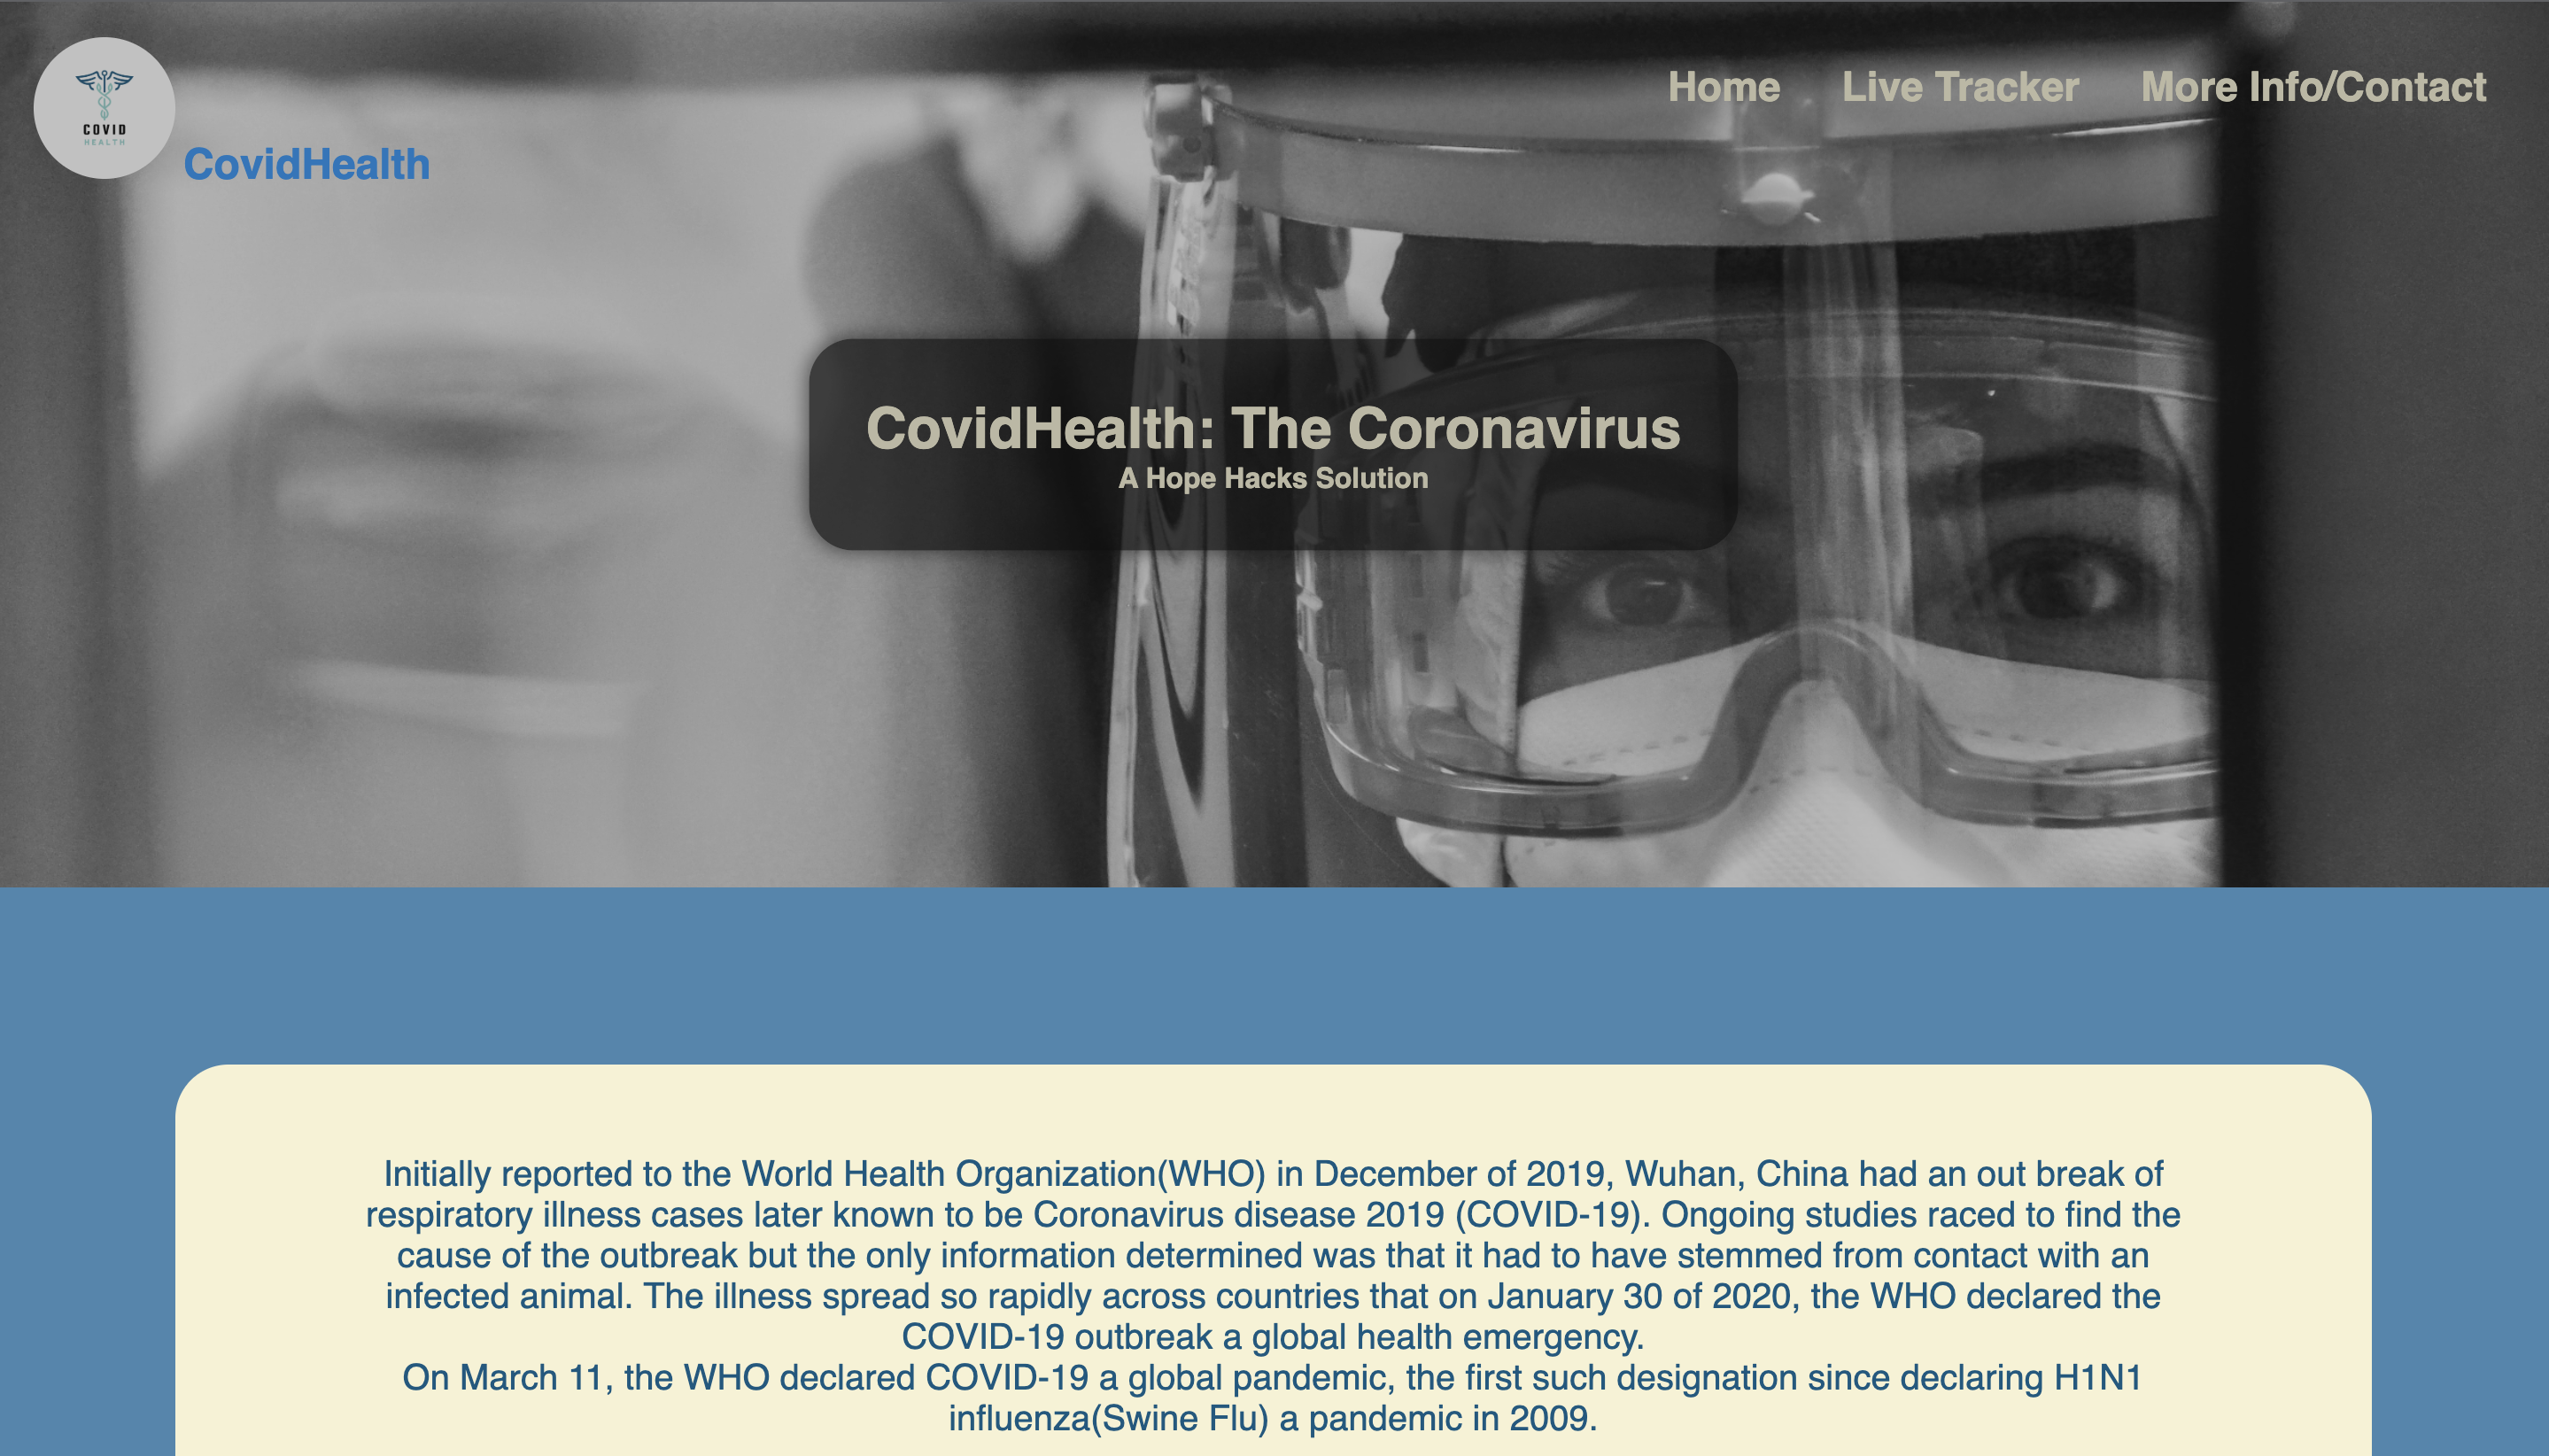 COVID
HEALTH
CovidHealth
Home
Live Tracker
More Info/Contact
CovidHealth: The Coronavirus
A Hope Hacks Solution
Initially reported to the World Health Organization(WHO) in December of 2019, Wuhan, China had an out break of
respiratory illness cases later known to be Coronavirus disease 2019 (COVID-19). Ongoing studies raced to find the
cause of the outbreak but the only information determined was that it had to have stemmed from contact with an
infected animal. The illness spread so rapidly across countries that on January 30 of 2020, the WHO declared the
COVID-19 outbreak a global health emergency.
On March 11, the WHO declared COVID-19 a global pandemic, the first such designation since declaring H1N1
influenza(Swine Flu) a pandemic in 2009.